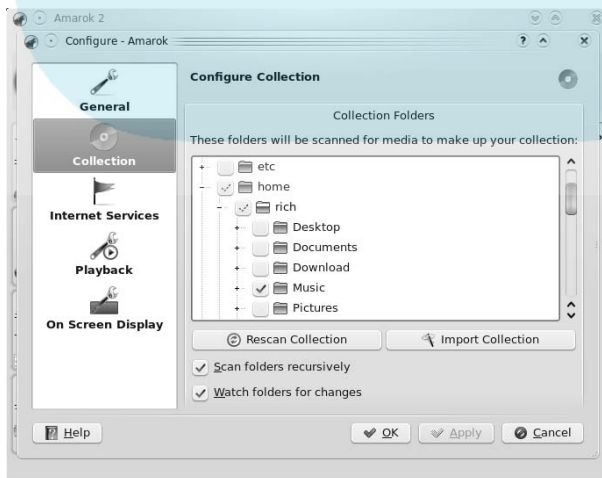 Amarok 2
Configure - Amarok
Configure Collection
General
Collection
Internet Services
Playback
On Screen Display
Collection Folders
These folders will be scanned for media to make up your collection:
etc
home
rich
Desktop
Documents
Download
Music
Pictures
Rescan Collection
Import Collection
Scan folders recursively
Watch folders for changes
Help
OK
Apply
Cancel